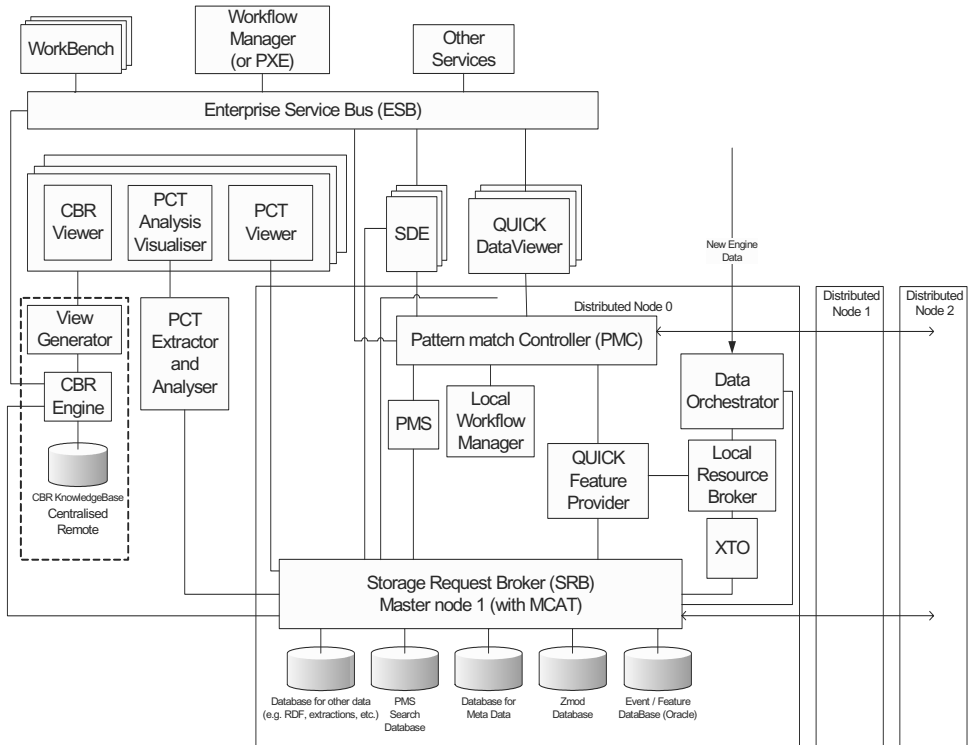 WorkBench
Workflow
Manager
(or PXE)
Other
Services
Enterprise Service Bus (ESB)
CBR
Viewer
PCT
Analysis
Visualiser
PCT
Viewer
SDE
QUICK
DataViewer
New Engine
Data
Distributed Node 0
Distributed
Node 1
Distributed
Node 2
View
Generator
PCT
Extractor
and
Analyser
Pattern match Controller (PMC)
CBR
Engine
PMS
Local
Workflow
Manager
Data
Orchestrator
QUICK
Feature
Provider
Local
Resource
Broker
CBR KnowledgeBase
Centralised
Remote
XTO
Storage Request Broker (SRB)
Master node 1 (with MCAT)
Database for other data
(e.g. RDF, extractions, etc.)
PMS
Search
Database
Database for
Meta Data
Zmod
Database
Event / Feature
DataBase (Oracle)